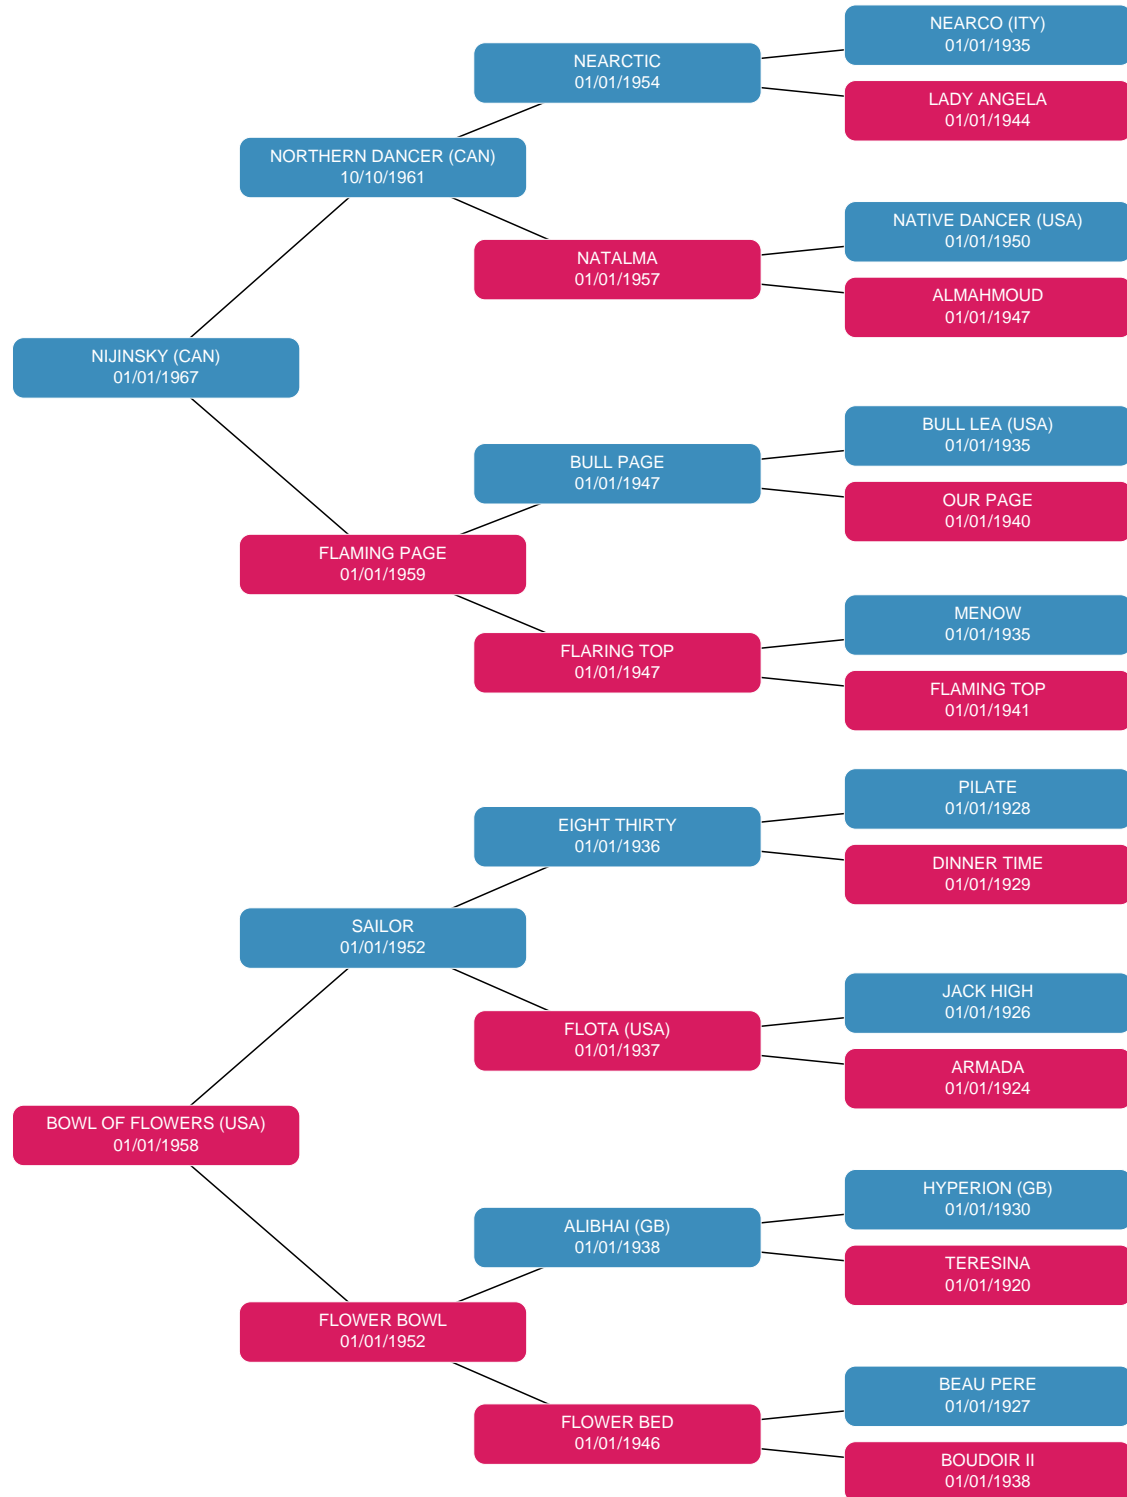 NEARCO (ITY)
01/01/1935
NEARCTIC
01/01/1954
LADY ANGELA
01/01/1944
NORTHERN DANCER (CAN)
10/10/1961
NATIVE DANCER (USA)
01/01/1950
NATALMA
01/01/1957
ALMAHMOUD
01/01/1947
NIJINSKY (CAN)
01/01/1967
BULL LEA (USA)
01/01/1935
BULL PAGE
01/01/1947
OUR PAGE
01/01/1940
FLAMING PAGE
01/01/1959
MENOW
01/01/1935
FLARING TOP
01/01/1947
FLAMING TOP
01/01/1941
PILATE
01/01/1928
EIGHT THIRTY
01/01/1936
DINNER TIME
01/01/1929
SAILOR
01/01/1952
JACK HIGH
01/01/1926
FLOTA (USA)
01/01/1937
ARMADA
01/01/1924
BOWL OF FLOWERS (USA)
01/01/1958
HYPERION (GB)
01/01/1930
ALIBHAI (GB)
01/01/1938
TERESINA
01/01/1920
FLOWER BOWL
01/01/1952
BEAU PERE
01/01/1927
FLOWER BED
01/01/1946
BOUDOIR II
01/01/1938